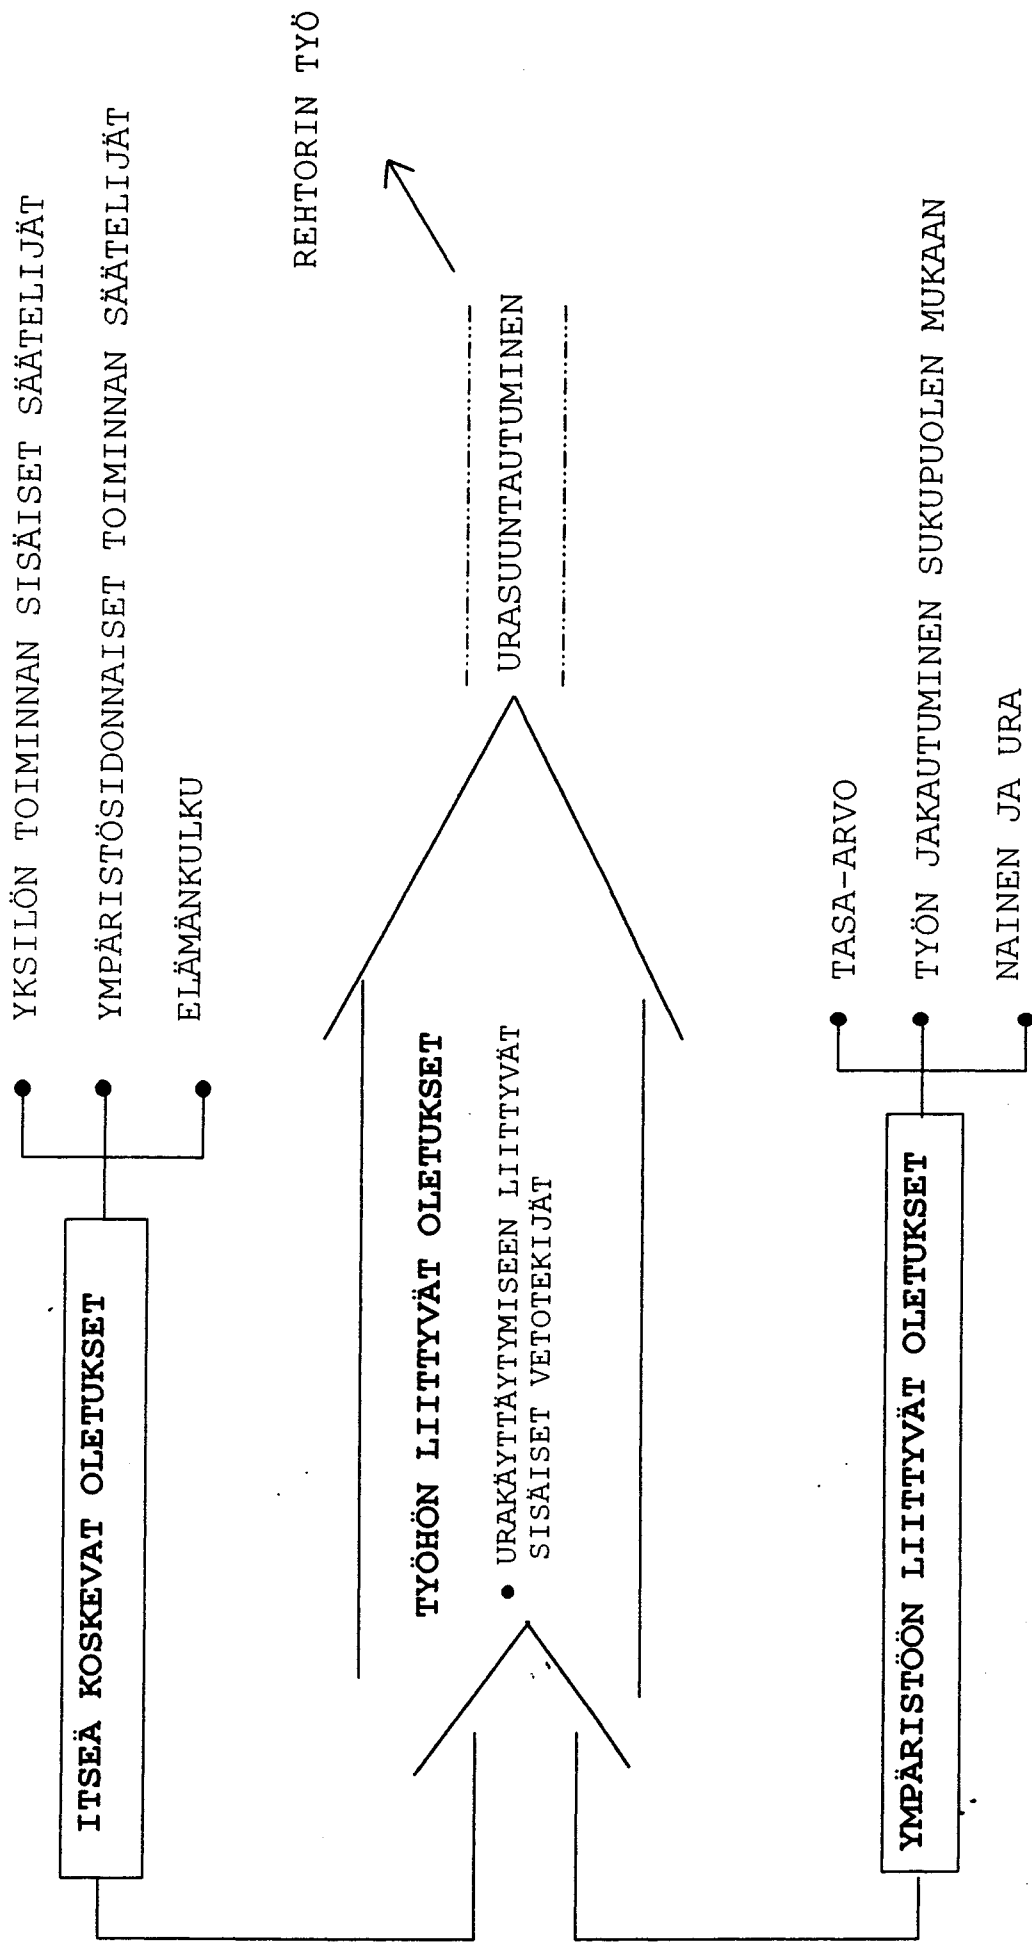 ITSEÄ KOSKEVAT OLETUKSET
YKSILÖN TOIMINNAN SISÄISET SÄÄTELIJÄT
YMPÄRISTÖSIDONNAISET TOIMINNAN SÄÄTELIJÄT
ELÄMÄNKULKU
REHTORIN TYÖ
TYÖHÖN LIITTYVÄT OLETUKSET
URAKÄYTTÄYTYMISEEN LIITTYVÄT
SISÄISET VETOTEKIJÄT
URASUUNTAUTUMINEN
YMPÄRISTÖÖN LIITTYVÄT OLETUKSET
TASA-ARVO
TYÖN JAKAUTUMINEN SUKUPUOLEN MUKAAN
NAINEN JA URA